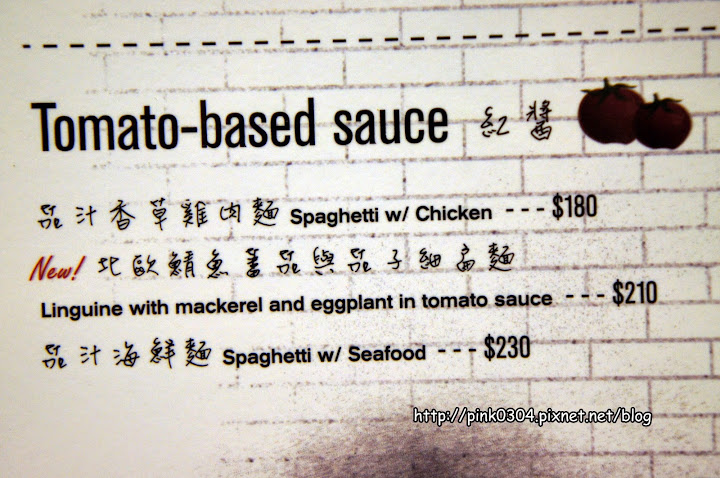 Tomato-based sauce 紅醬
茄汁香草雞肉麵 Spaghetti w/ Chicken --- $180
New! 北歐鯖魚蕃茄與茄子細扁麵
Linguine with mackerel and eggplant in tomato sauce --- $210
茄汁海鮮麵 Spaghetti w/ Seafood --- $230
http://pink0304.pixnet.net/blog